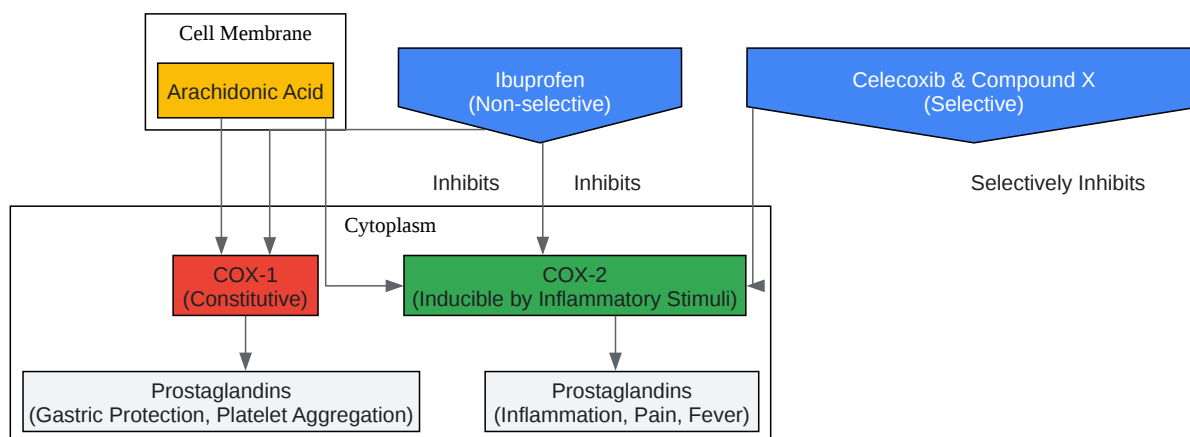 Cell Membrane
Arachidonic Acid
Ibuprofen
(Non-selective)
Celecoxib & Compound X
(Selective)
Inhibits
Inhibits
Selectively Inhibits
Cytoplasm
COX-1
(Constitutive)
COX-2
(Inducible by Inflammatory Stimuli)
Prostaglandins
(Gastric Protection, Platelet Aggregation)
Prostaglandins
(Inflammation, Pain, Fever)